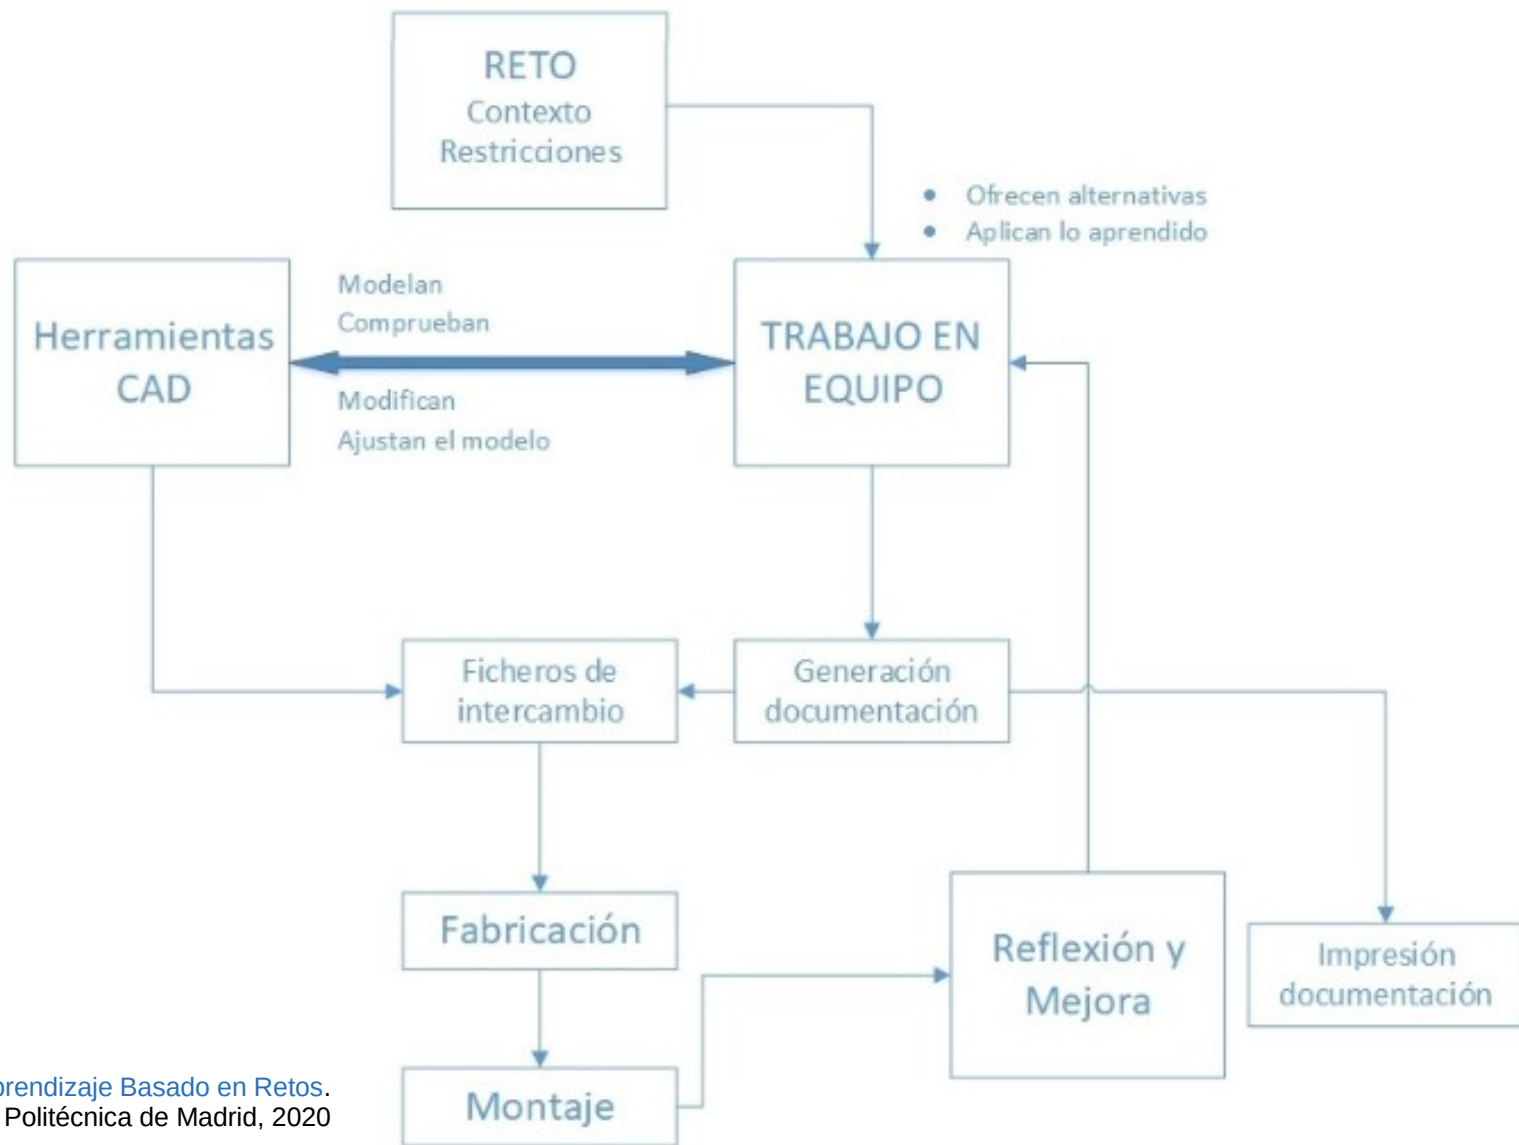 RETO
Contexto
Restricciones
Ofrecen alternativas
Aplican lo aprendido
Herramientas
CAD
Modelan
Comprueban
Modifican
Ajustan el modelo
TRABAJO EN
EQUIPO
Ficheros de
intercambio
Generación
documentación
Fabricación
Reflexión y
Mejora
Impresión
documentación
Montaje
Basado en Retos.
Politécnica de Madrid, 2020